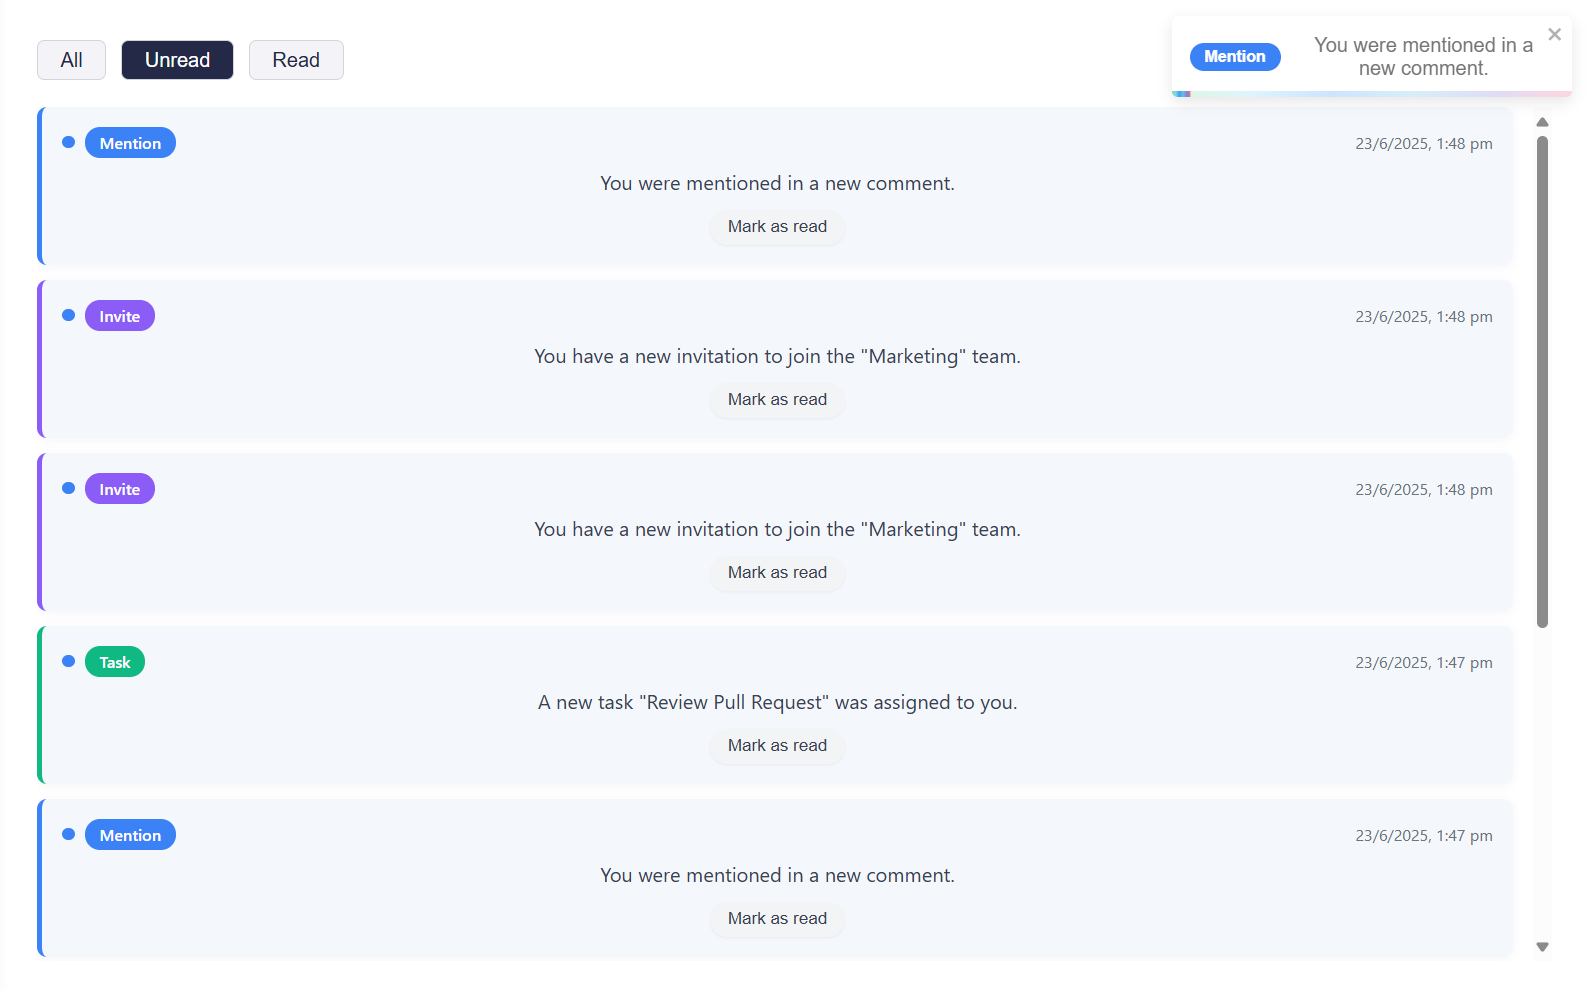 All
Unread
Read
Mention
You were mentioned in a
new comment.
×
Mention
23/6/2025, 1:48 pm
You were mentioned in a new comment.
Mark as read
Invite
23/6/2025, 1:48 pm
You have a new invitation to join the "Marketing" team.
Mark as read
Invite
23/6/2025, 1:48 pm
You have a new invitation to join the "Marketing" team.
Mark as read
Task
23/6/2025, 1:47 pm
A new task "Review Pull Request" was assigned to you.
Mark as read
Mention
23/6/2025, 1:47 pm
You were mentioned in a new comment.
Mark as read